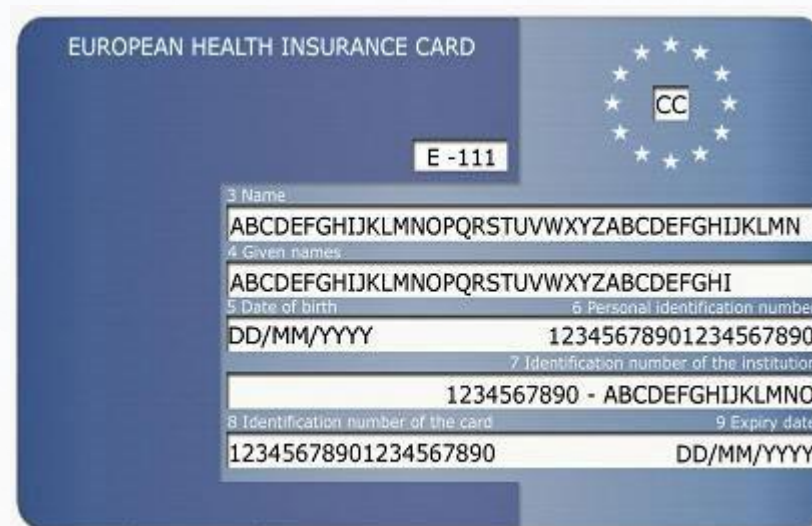 EUROPEAN HEALTH INSURANCE CARD
CC
E -111
3 Name
ABCDEFGHIJKLMNOPQRSTUVWXYZABCDEFGHIJKLMN
4 Given names
ABCDEFGHIJKLMNOPQRSTUVWXYZABCDEFGHI
5 Date of birth 6 Personal identification number
DD/MM/YYYY 12345678901234567890
7 Identification number of the institution
1234567890 - ABCDEFGHIJKLMNO
8 Identification number of the card 9 Expiry date
12345678901234567890 DD/MM/YYYY